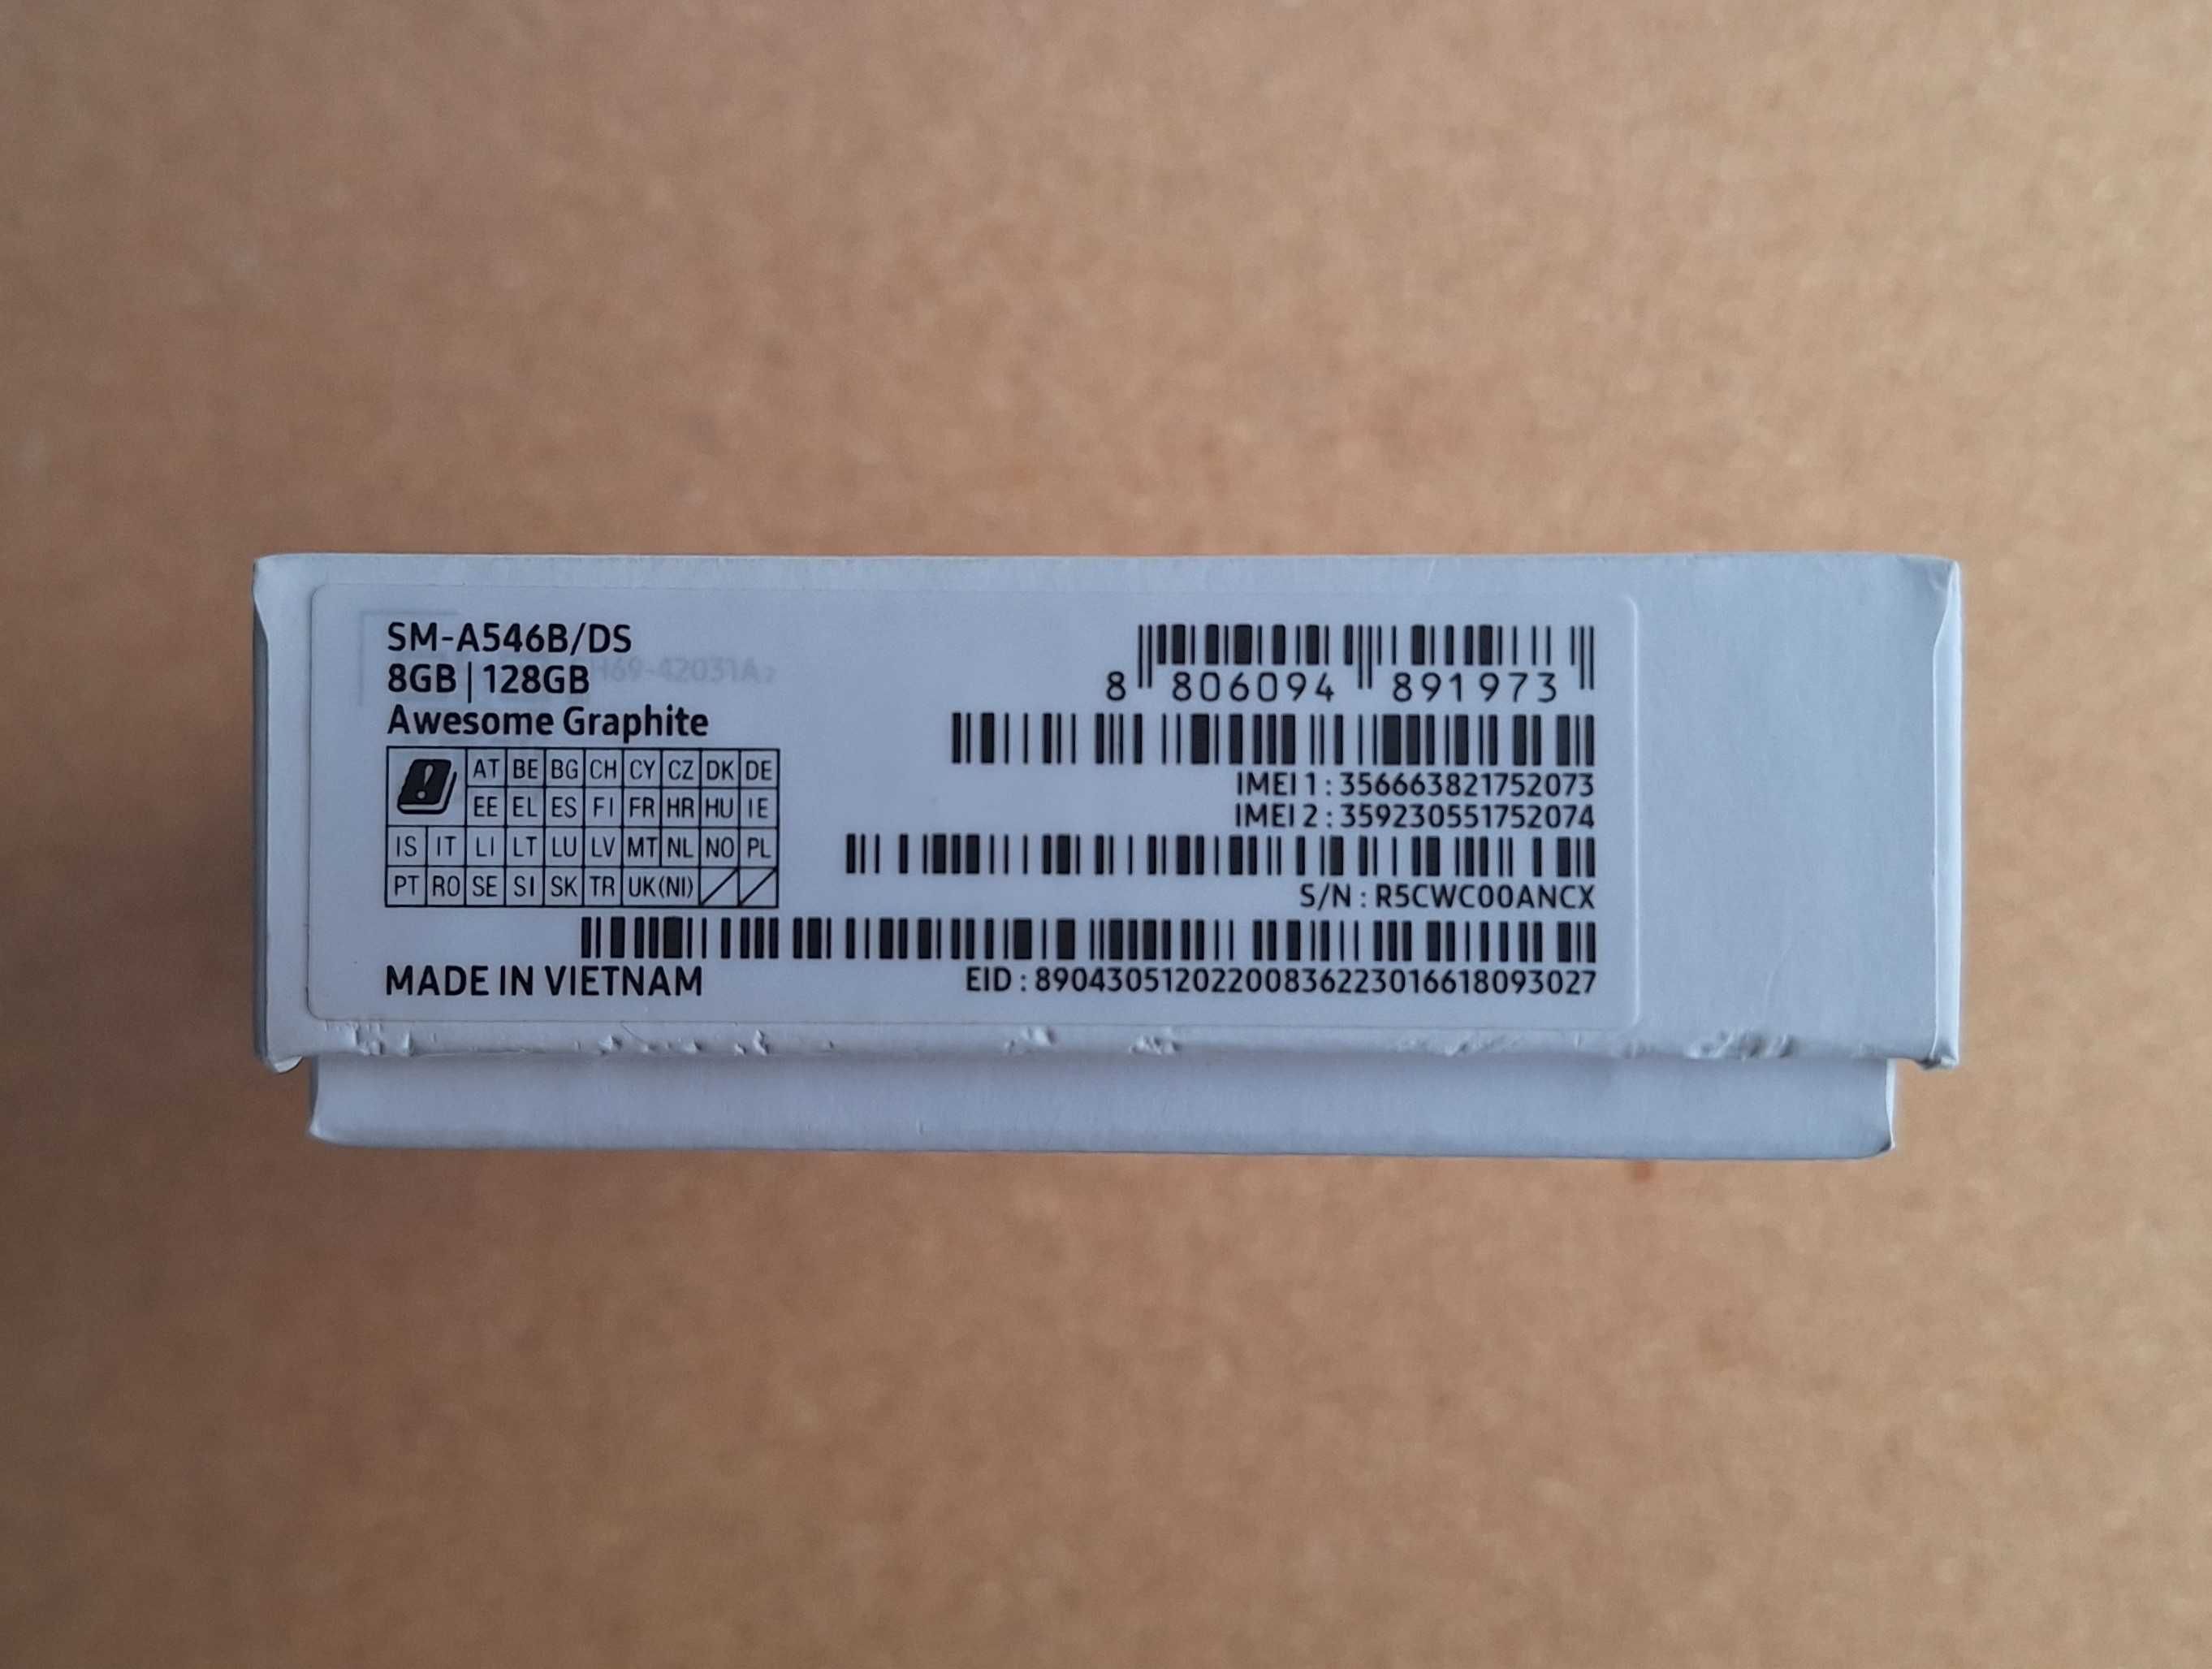 SM-A546B/DS
8GB | 128GB
Awesome Graphite
AT BE BG CH CY CZ DK DE
EE EL ES FI FR HR HU IE
IS IT LI LT LU LV MT NL NO PL
PT RO SE SI SK TR UK(NI)
MADE IN VIETNAM
8 806094 891973
IMEI 1 : 356663821752073
IMEI 2 : 359230551752074
S/N : R5CWC00ANCX
EID : 89043051202200836223016618093027